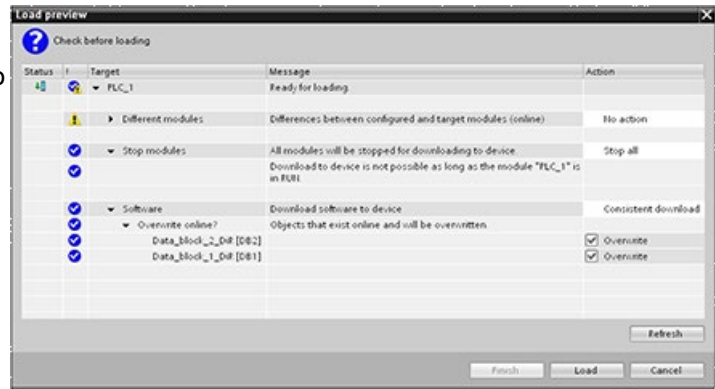 Load preview
Check before loading
Status ! Target Message Action
PLC_1 Ready for loading.
Different modules Differences between configured and target modules (online) No action
Stop modules All modules will be stopped for downloading to device. Stop all
Download to device is not possible as long as the module "PLC_1" is
in RUN.
Software Download software to device Consistent download
Overwrite online? Objects that exist online and will be overwritten
Data_block_2_DiR [DB2] Overwrite
Data_block_1_DiR [DB1] Overwrite
Refresh
Finish Load Cancel